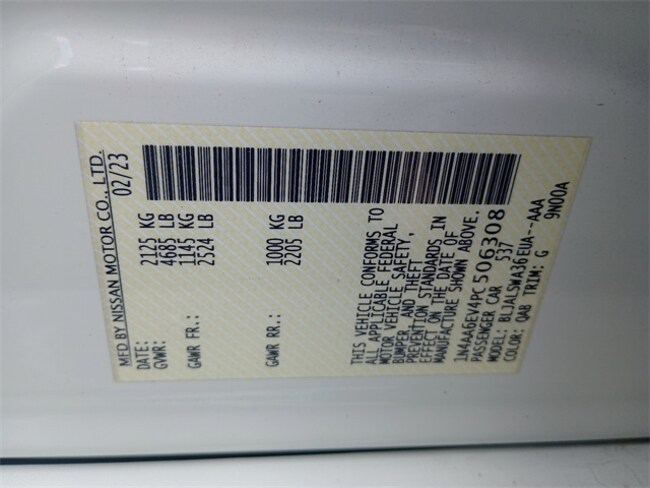 MFD BY NISSAN MOTOR CO., LTD.
DATE: 02/23
GVWR: 2125 KG
4685 LB
GAWR FR.: 1145 KG
2524 LB
GAWR RR.: 1000 KG
2205 LB
THIS VEHICLE CONFORMS TO
ALL APPLICABLE FEDERAL
MOTOR VEHICLE SAFETY,
BUMPER, AND THEFT
PREVENTION STANDARDS IN
EFFECT ON THE DATE OF
MANUFACTURE SHOWN ABOVE.
1N4AA6EV4PC506308
PASSENGER CAR 537
MODEL: BLJALSWA36EUA--AAA
COLOR: QAB TRIM: G 9N00A